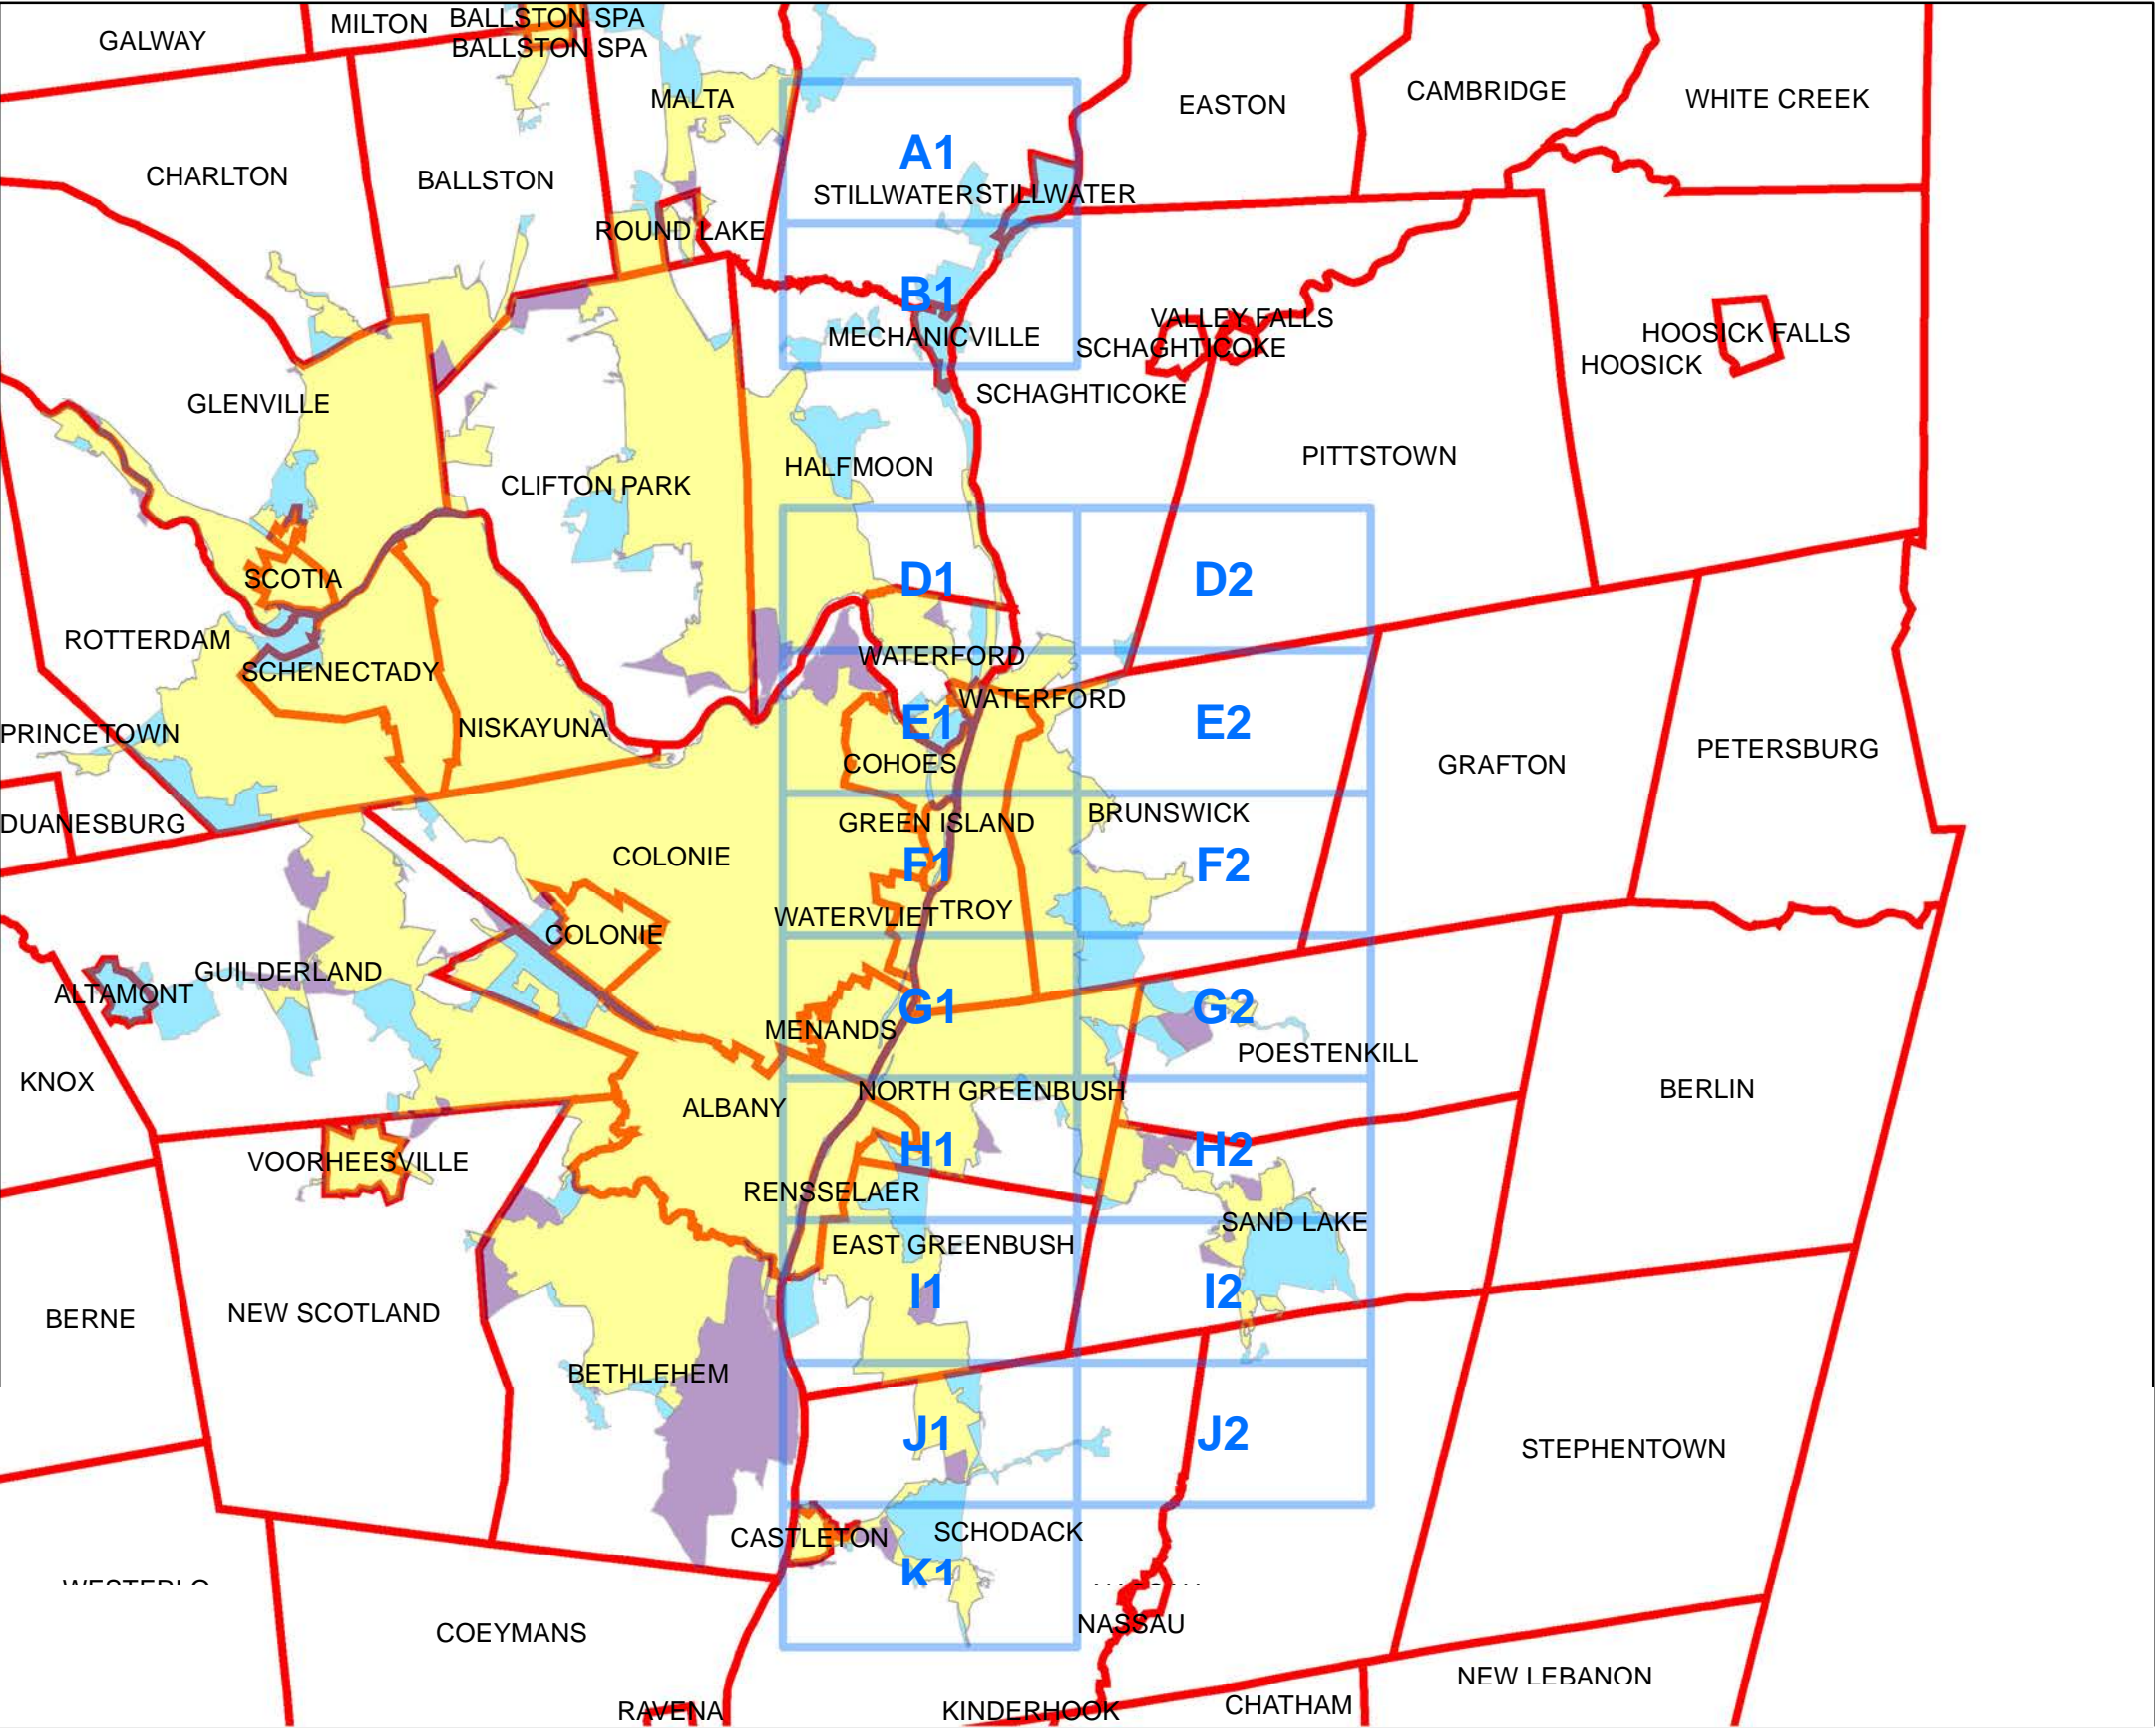 BALLSTON SPA
MILTON
GALWAY
BALLSTON SPA
MALTA
CAMBRIDGE
WHITE CREEK
EASTON
A1
CHARLTON
BALLSTON
STILLWATER
STILLWATER
ROUND LAKE
B1
VALLEY FALLS
MECHANICVILLE
HOOSICK FALLS
SCHAGHTICOKE
HOOSICK
SCHAGHTICOKE
GLENVILLE
PITTSTOWN
HALFMOON
CLIFTON PARK
SCOTIA
D1
D2
ROTTERDAM
WATERFORD
SCHENECTADY
WATERFORD
E1
E2
NISKAYUNA
PRINCETOWN
PETERSBURG
COHOES
GRAFTON
BRUNSWICK
DUANESBURG
GREEN ISLAND
COLONIE
F1
F2
WATERVLIET
TROY
COLONIE
GUILDERLAND
ALTAMONT
G1
G2
MENANDS
POESTENKILL
KNOX
NORTH GREENBUSH
BERLIN
ALBANY
H1
H2
VOORHEESVILLE
RENSSELAER
SAND LAKE
EAST GREENBUSH
I1
I2
NEW SCOTLAND
BERNE
BETHLEHEM
J1
J2
STEPHENTOWN
SCHODACK
CASTLETON
K1
NASSAU
COEYMANS
NEW LEBANON
CHATHAM
RAVENA
KINDERHOOK